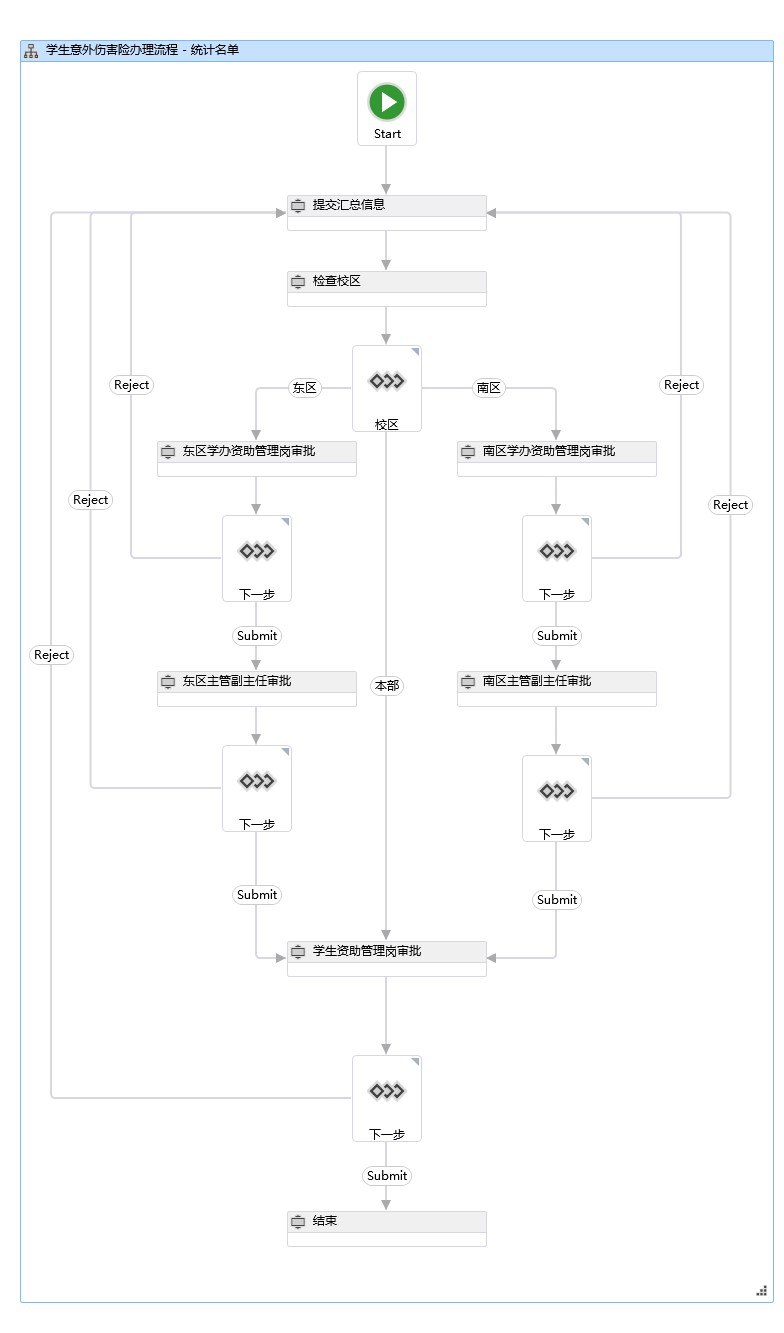 学生意外伤害险办理流程 - 统计名单
Start
提交汇总信息
检查校区
Reject
东区
南区
Reject
校区
东区学办资助管理岗审批
南区学办资助管理岗审批
Reject
Reject
下一步
下一步
Submit
Submit
Reject
东区主管副主任审批
本部
南区主管副主任审批
下一步
下一步
Submit
Submit
学生资助管理岗审批
下一步
Submit
结束